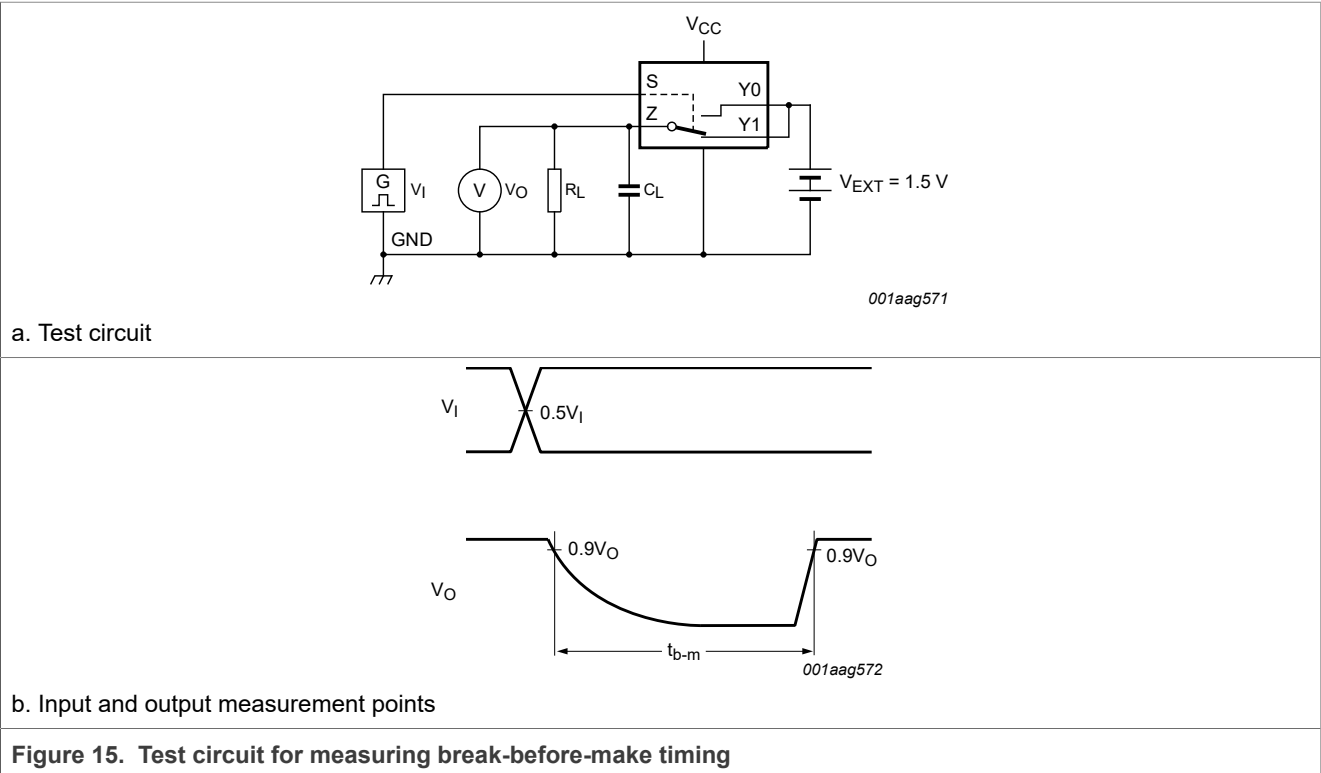 VCC
S
Y0
Z
Y1
G
VI
V
VO
RL
CL
VEXT = 1.5 V
GND
001aag571
a. Test circuit
VI
0.5VI
0.9VO
0.9VO
VO
tb-m
001aag572
b. Input and output measurement points
Figure 15. Test circuit for measuring break-before-make timing